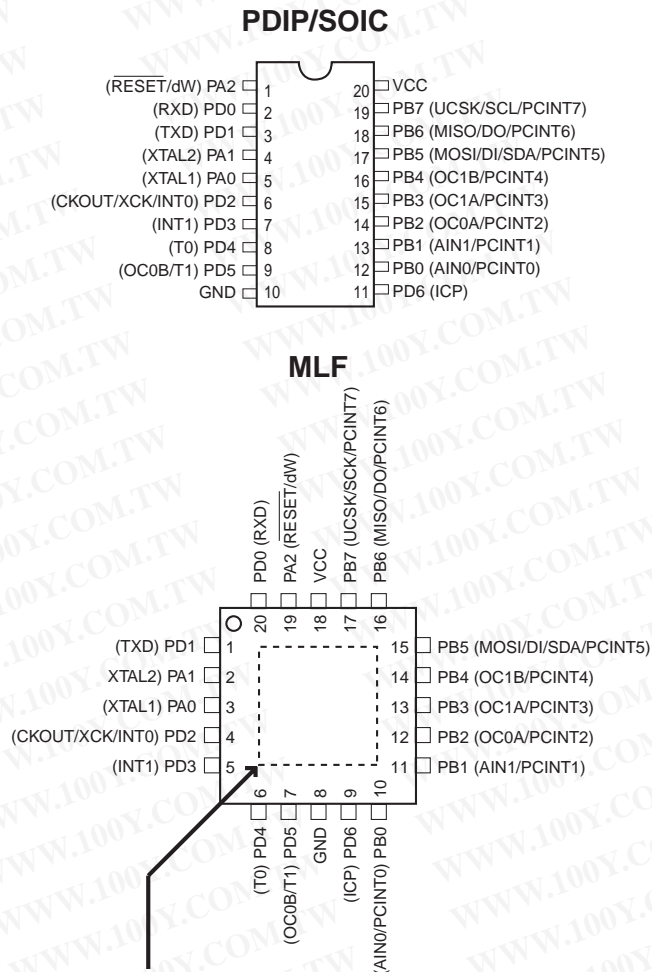 PDIP/SOIC
(RESET/dW) PA2 1
(RXD) PD0 2
(TXD) PD1 3
(XTAL2) PA1 4
(XTAL1) PA0 5
(CKOUT/XCK/INT0) PD2 6
(INT1) PD3 7
(T0) PD4 8
(OC0B/T1) PD5 9
GND 10
20 VCC
19 PB7 (UCSK/SCL/PCINT7)
18 PB6 (MISO/DO/PCINT6)
17 PB5 (MOSI/DI/SDA/PCINT5)
16 PB4 (OC1B/PCINT4)
15 PB3 (OC1A/PCINT3)
14 PB2 (OC0A/PCINT2)
13 PB1 (AIN1/PCINT1)
12 PB0 (AIN0/PCINT0)
11 PD6 (ICP)
MLF
PD0 (RXD) 20
PA2 (RESET/dW) 19
VCC 18
PB7 (UCSK/SCK/PCINT7) 17
PB6 (MISO/DO/PCINT6) 16
(TXD) PD1 1
XTAL2) PA1 2
(XTAL1) PA0 3
(CKOUT/XCK/INT0) PD2 4
(INT1) PD3 5
15 PB5 (MOSI/DI/SDA/PCINT5)
14 PB4 (OC1B/PCINT4)
13 PB3 (OC1A/PCINT3)
12 PB2 (OC0A/PCINT2)
11 PB1 (AIN1/PCINT1)
6 (T0) PD4
7 (OC0B/T1) PD5
8 GND
9 (ICP) PD6
10 (AIN0/PCINT0) PB0
WWW.100Y.COM.TW